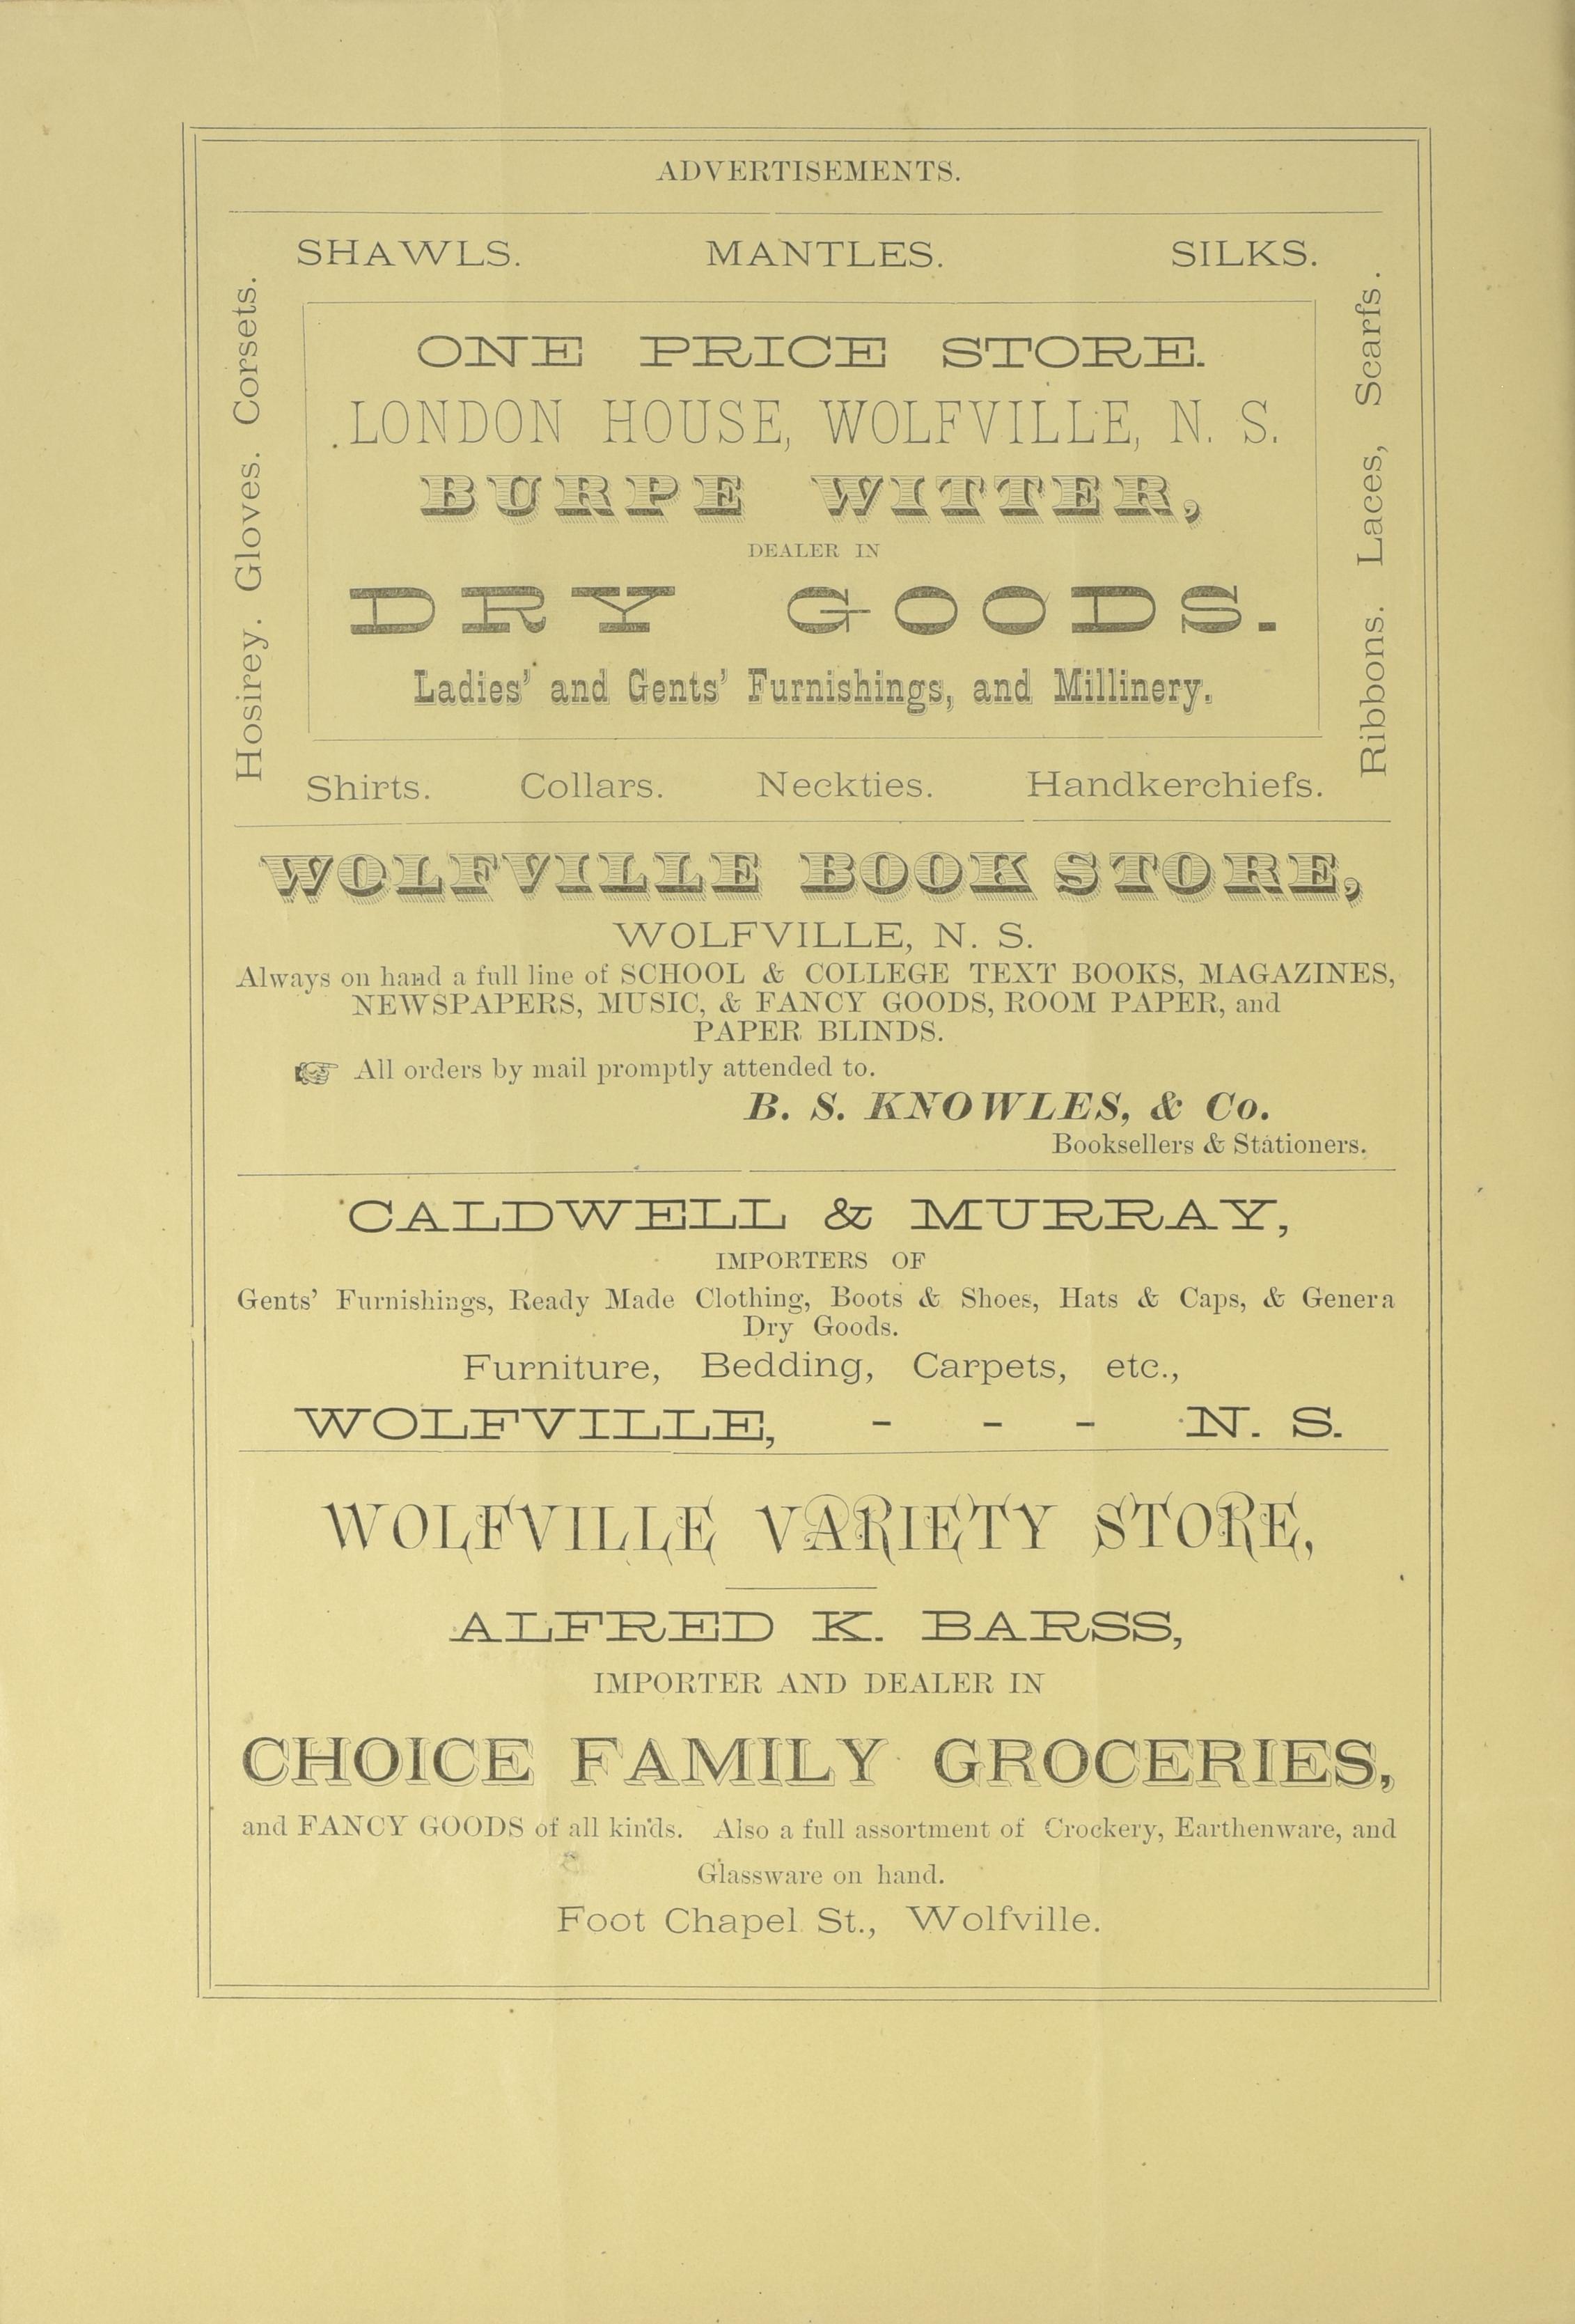 ADVERTISEMENTS.
SHAWLS. MANTLES. SILKS.
Hosirey. Gloves. Corsets.
ONE PRICE STORE.
LONDON HOUSE, WOLFVILLE, N. S.
BURPE WITTER,
DEALER IN
DRY GOODS.
Ladies' and Gents' Furnishings, and Millinery.
Ribbons. Laces, Scarfs.
Shirts. Collars. Neckties. Handkerchiefs.
WOLFVILLE BOOK STORE,
WOLFVILLE, N. S.
Always on hand a full line of SCHOOL & COLLEGE TEXT BOOKS, MAGAZINES,
NEWSPAPERS, MUSIC, & FANCY GOODS, ROOM PAPER, and
PAPER BLINDS.
☞ All orders by mail promptly attended to.
B. S. KNOWLES, & Co.
Booksellers & Stationers.
CALDWELL & MURRAY,
IMPORTERS OF
Gents' Furnishings, Ready Made Clothing, Boots & Shoes, Hats & Caps, & Genera
Dry Goods.
Furniture, Bedding, Carpets, etc.,
WOLFVILLE, - - - N. S.
WOLFVILLE VARIETY STORE,
ALFRED K. BARSS,
IMPORTER AND DEALER IN
CHOICE FAMILY GROCERIES,
and FANCY GOODS of all kinds. Also a full assortment of Crockery, Earthenware, and
Glassware on hand.
Foot Chapel St., Wolfville.